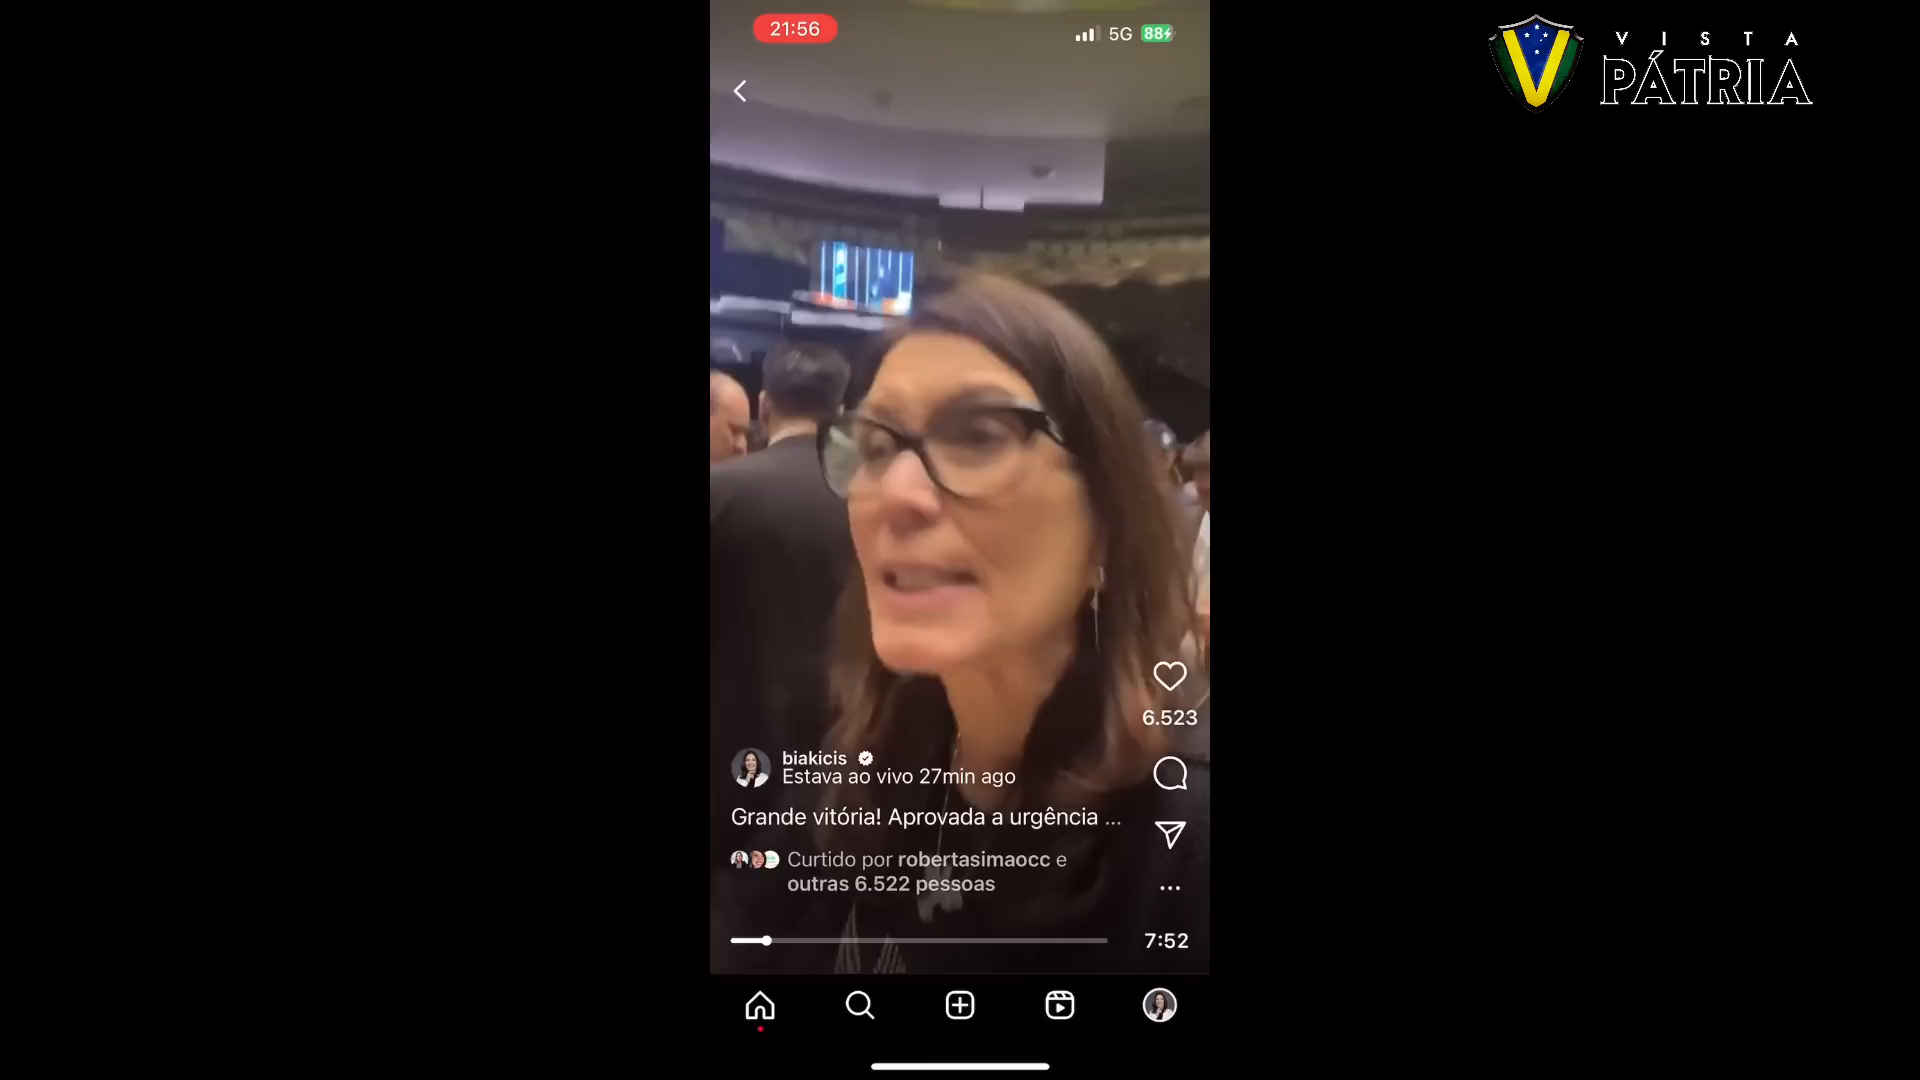 21:56
5G
88
VISTA
PÁTRIA
6.523
biakicis
Estava ao vivo 27min ago
Grande vitória! Aprovada a urgência ...
Curtido por robertasimaocc e
outras 6.522 pessoas
7:52